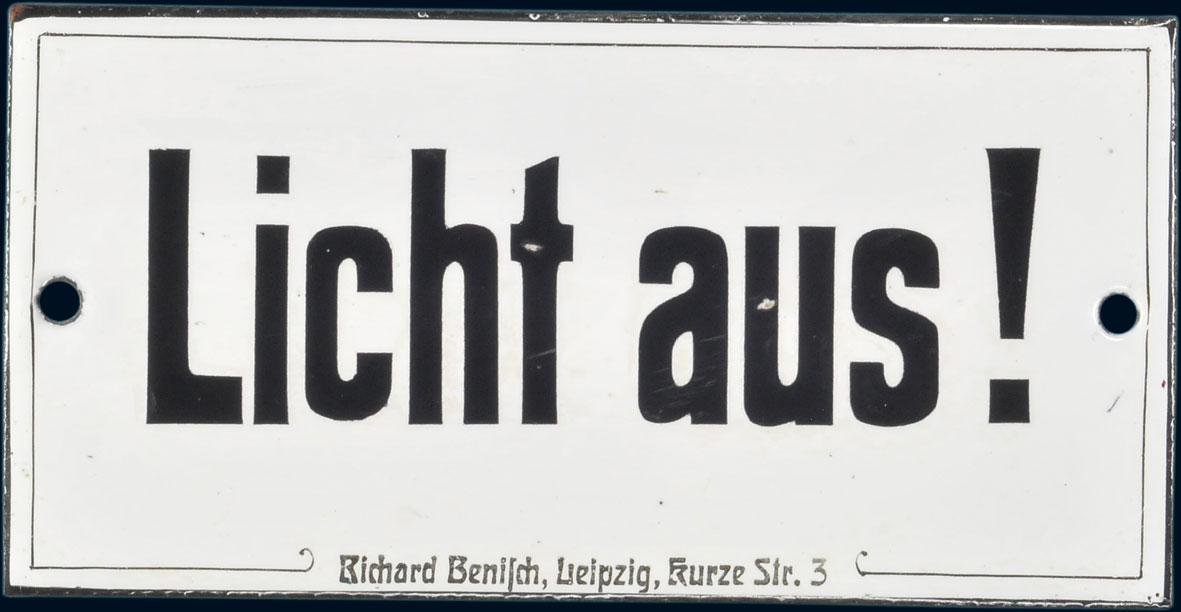 Licht aus!
Richard Beniſch, Leipzig, Kurze Str. 3